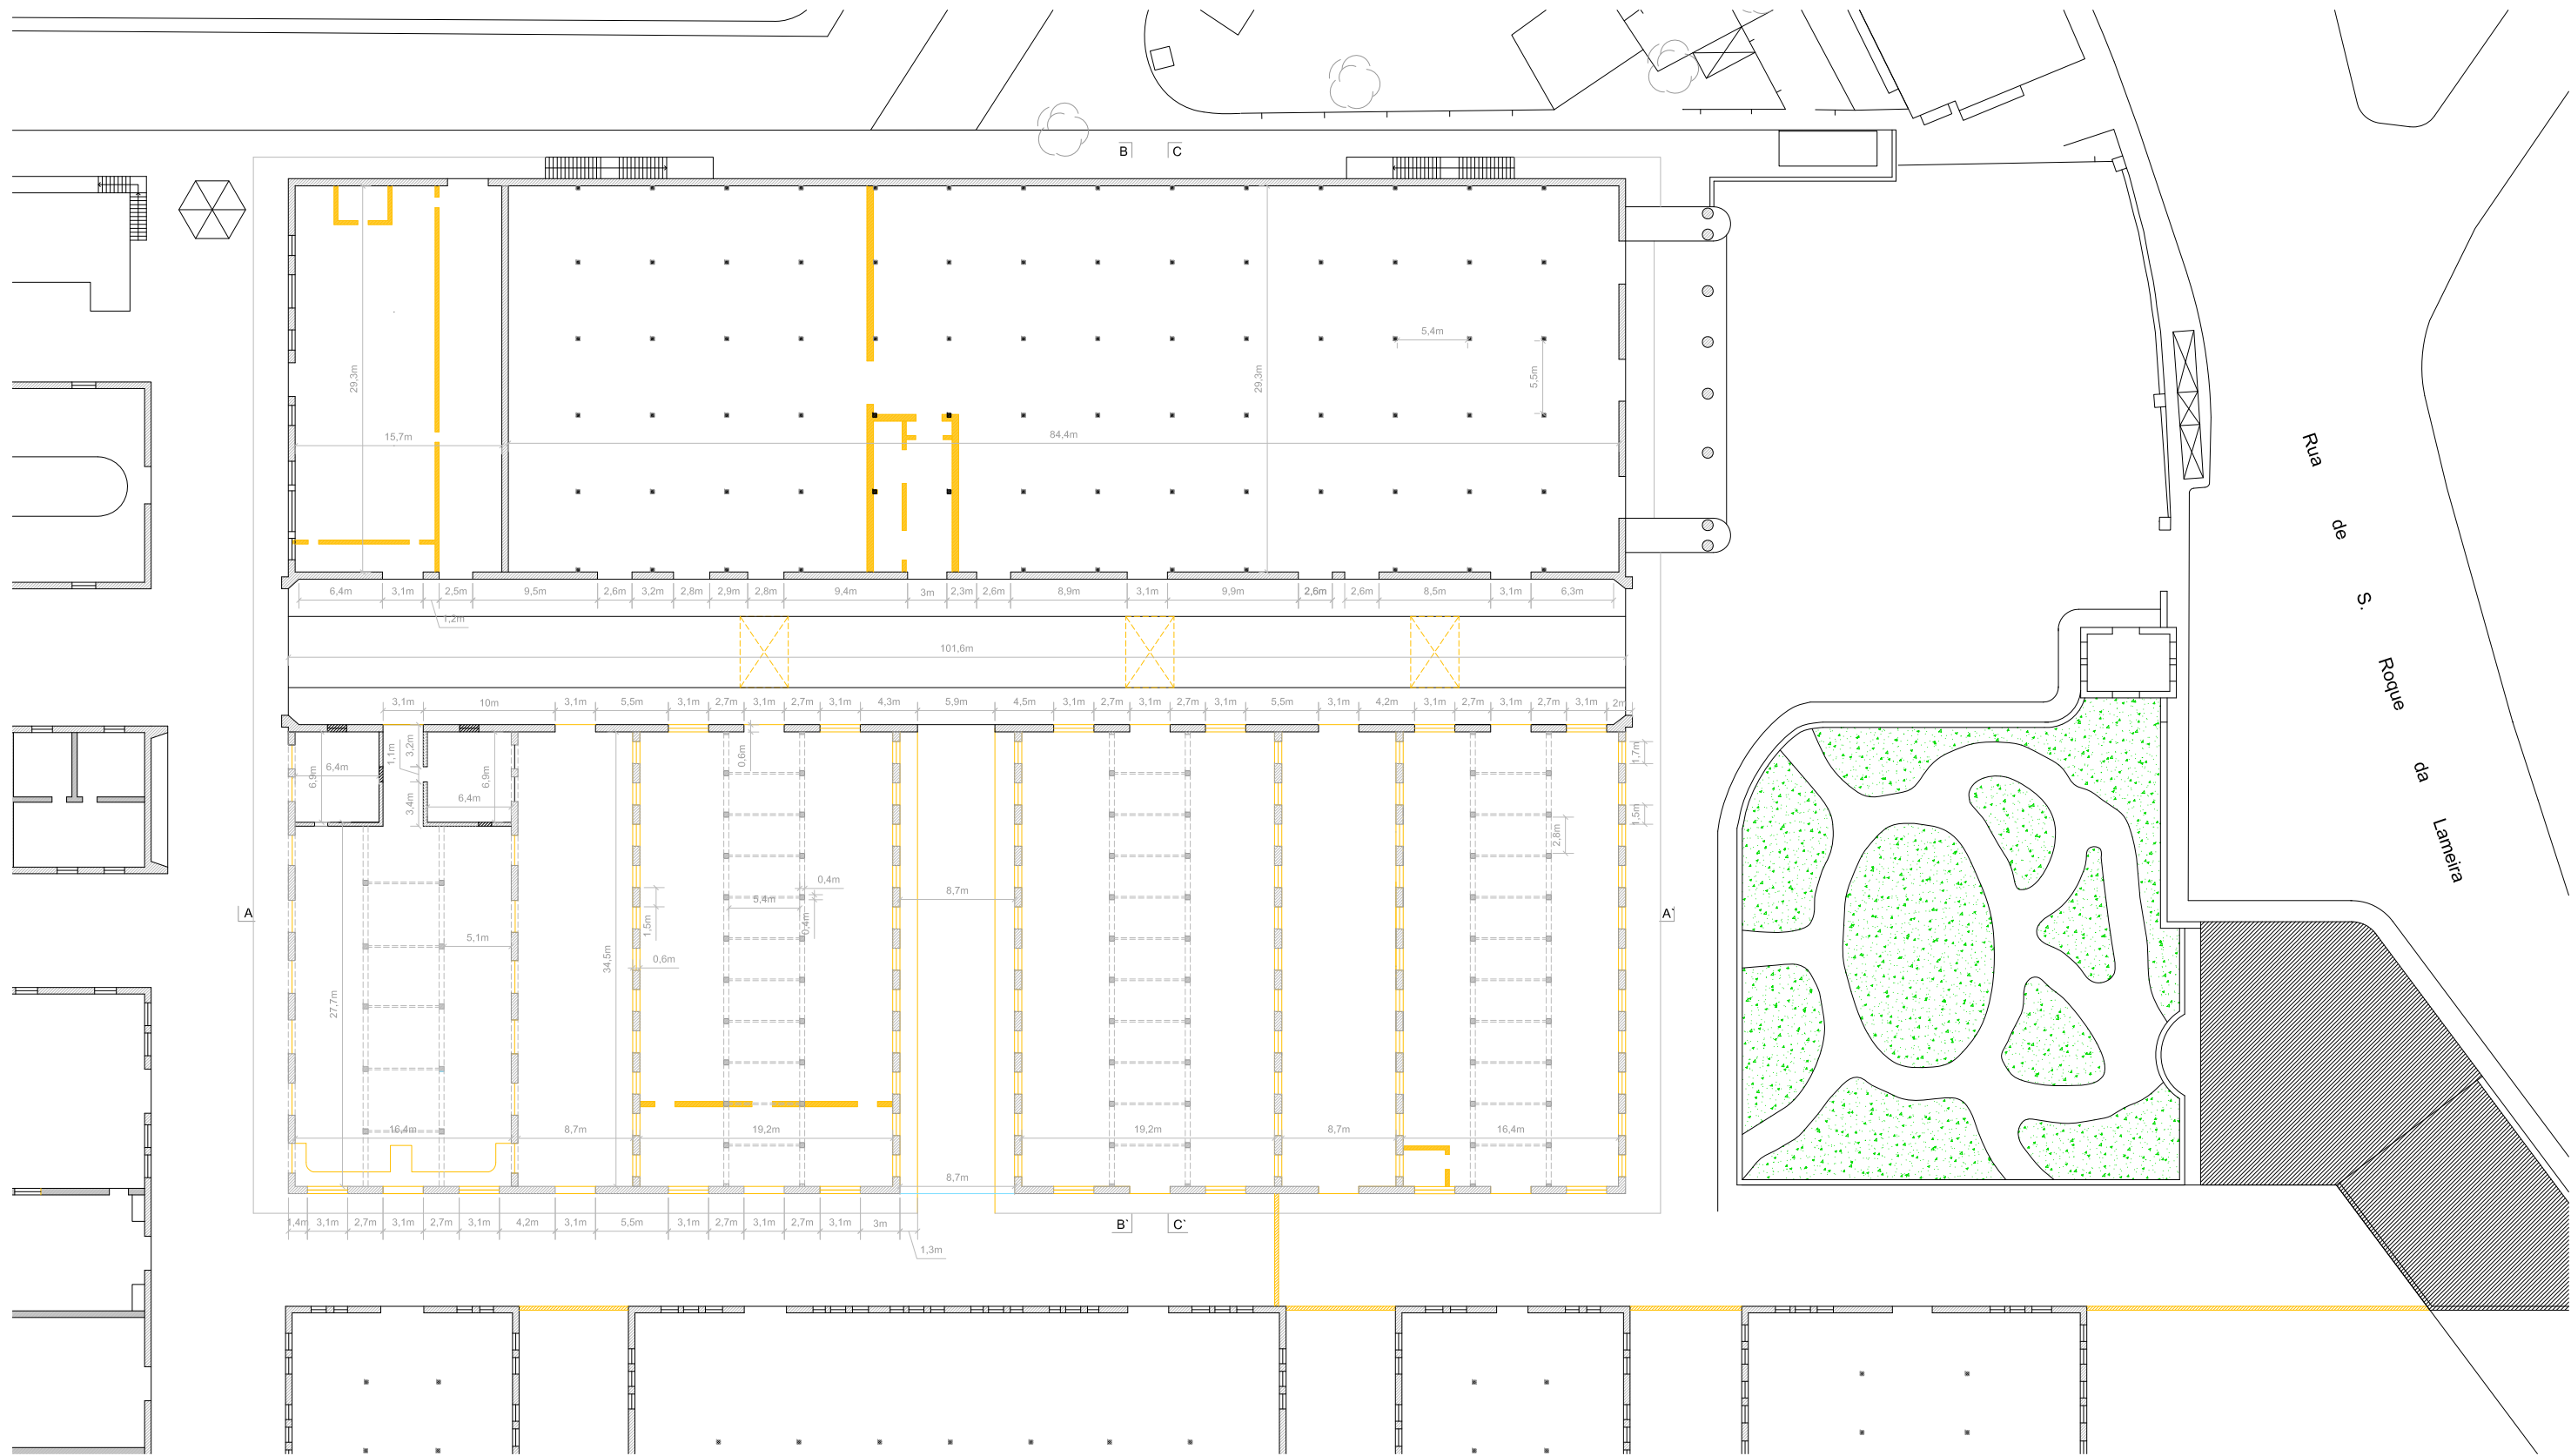 B C
29,3m
29,3m
5,4m
5,5m
15,7m
84,4m
Rua de S. Roque da Lameira
6,4m 3,1m 2,5m 9,5m 2,6m 3,2m 2,8m 2,9m 2,8m 9,4m 3m 2,3m 2,6m 8,9m 3,1m 9,9m 2,6m 2,6m 8,5m 3,1m 6,3m
1,2m
101,6m
3,1m 10m 3,1m 5,5m 3,1m 2,7m 3,1m 2,7m 3,1m 4,3m 5,9m 4,5m 3,1m 2,7m 3,1m 2,7m 3,1m 5,5m 3,1m 4,2m 3,1m 2,7m 3,1m 2,7m 3,1m 2m
6,9m 6,4m 1,1m 3,2m 6,9m 0,6m 1,7m
3,4m 6,4m 1,5m
2,8m
0,4m
5,4m 8,7m
A 1,5m 0,4m A`
5,1m
34,5m 0,6m
27,7m
16,4m 8,7m 19,2m 19,2m 8,7m 16,4m
8,7m
1,4m 3,1m 2,7m 3,1m 2,7m 3,1m 4,2m 3,1m 5,5m 3,1m 2,7m 3,1m 2,7m 3,1m 3m B` C`
1,3m